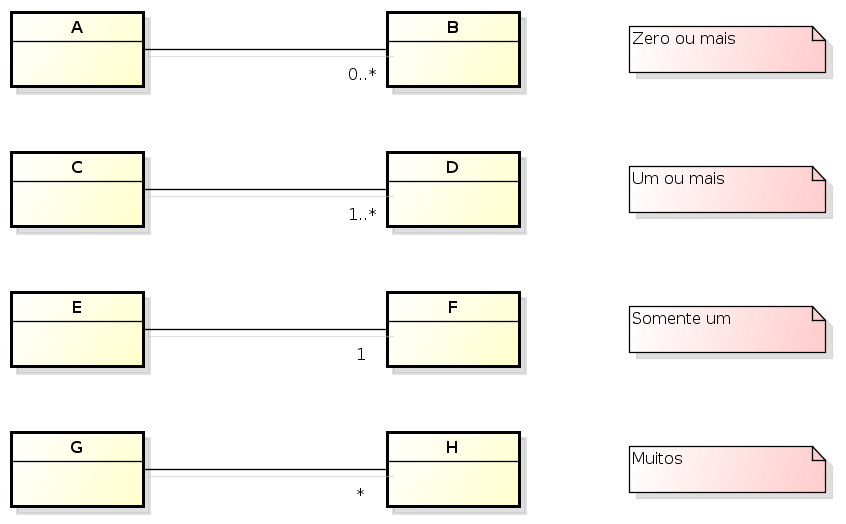 A
B
Zero ou mais
0..*
C
D
Um ou mais
1..*
E
F
Somente um
1
G
H
Muitos
*